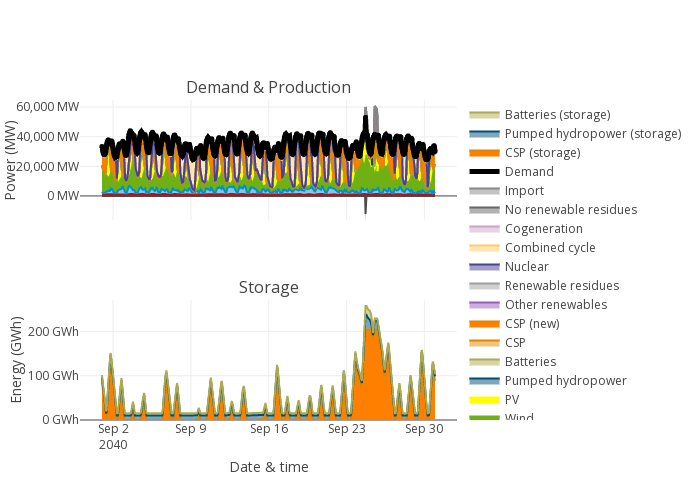 Demand & Production
60,000 MW
40,000 MW
20,000 MW
0 MW
Power (MW)
Storage
200 GWh
100 GWh
0 GWh
Energy (GWh)
Sep 2
2040
Sep 9
Sep 16
Sep 23
Sep 30
Date & time
Batteries (storage)
Pumped hydropower (storage)
CSP (storage)
Demand
Import
No renewable residues
Cogeneration
Combined cycle
Nuclear
Renewable residues
Other renewables
CSP (new)
CSP
Batteries
Pumped hydropower
PV
Wind